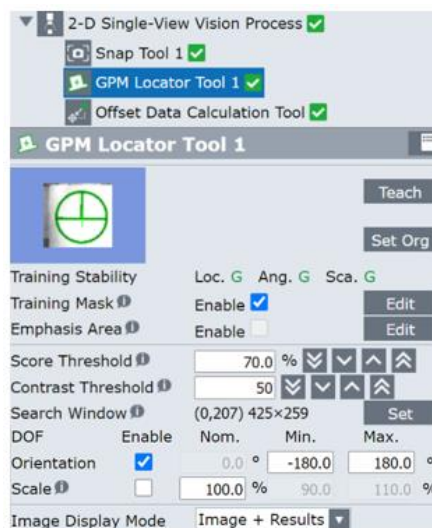 2-D Single-View Vision Process
Snap Tool 1
GPM Locator Tool 1
Offset Data Calculation Tool
GPM Locator Tool 1
Teach
Set Org
Training Stability Loc. G Ang. G Sca. G
Training Mask Enable Edit
Emphasis Area Enable Edit
Score Threshold 70.0 %
Contrast Threshold 50
Search Window (0,207) 425×259 Set
DOF Enable Nom. Min. Max.
Orientation 0.0 ° -180.0 180.0 °
Scale 100.0 % 90.0 110.0 %
Image Display Mode Image + Results